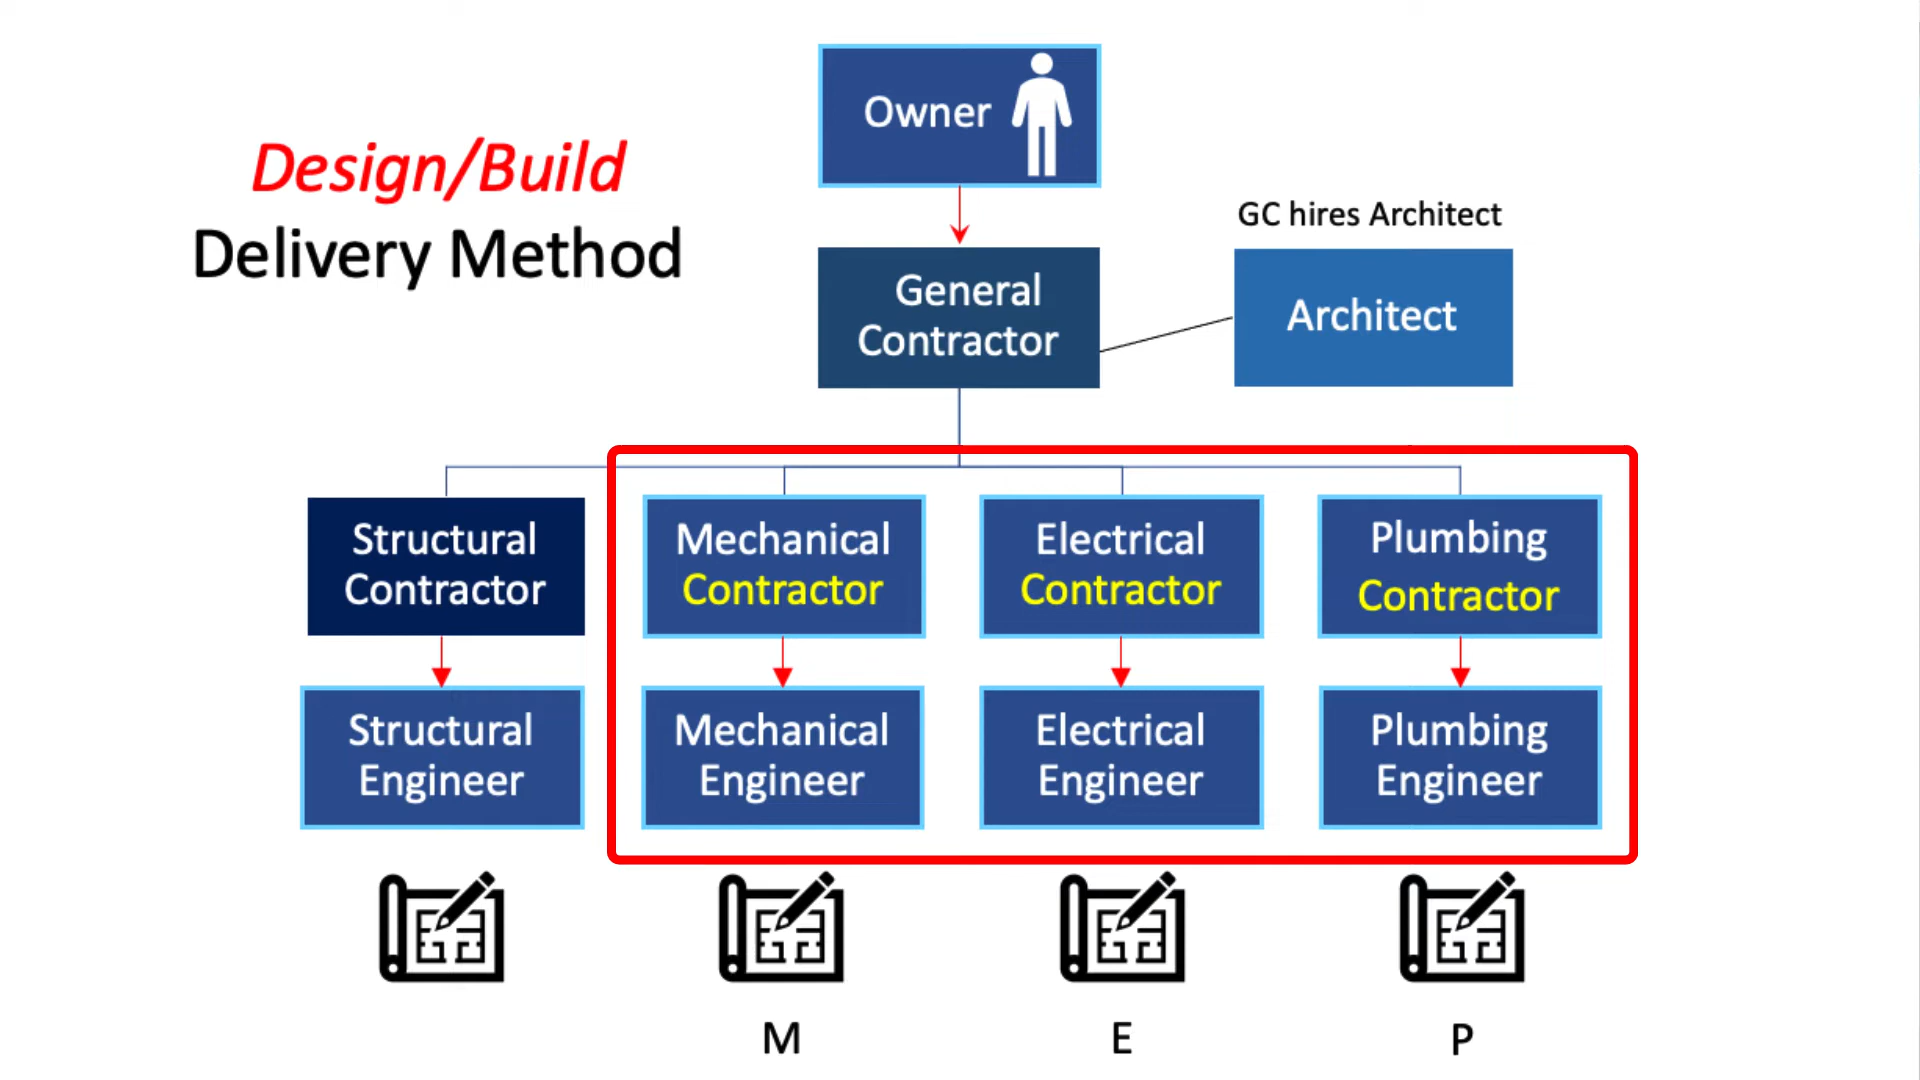 Owner
Design/Build
Delivery Method
GC hires Architect
General
Contractor
Architect
Structural
Contractor
Mechanical
Contractor
Electrical
Contractor
Plumbing
Contractor
Structural
Engineer
Mechanical
Engineer
Electrical
Engineer
Plumbing
Engineer
M
E
P